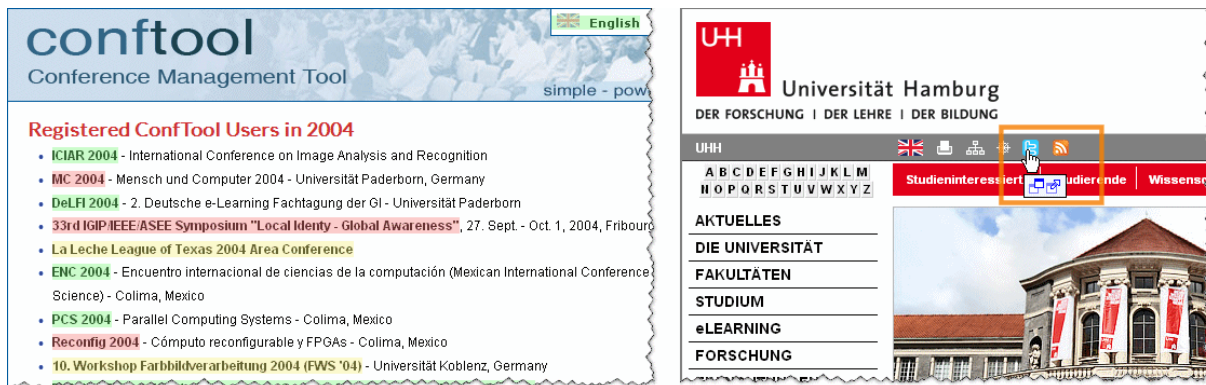 conftool
English
Conference Management Tool
simple - pow
Registered ConfTool Users in 2004
ICIAR 2004 - International Conference on Image Analysis and Recognition
MC 2004 - Mensch und Computer 2004 - Universität Paderborn, Germany
DeLFI 2004 - 2. Deutsche e-Learning Fachtagung der GI - Universität Paderborn
33rd IGIP/IEEE/ASEE Symposium "Local Identy - Global Awareness", 27. Sept. - Oct. 1, 2004, Fribourg
La Leche League of Texas 2004 Area Conference
ENC 2004 - Encuentro internacional de ciencias de la computación (Mexican International Conference
Science) - Colima, Mexico
PCS 2004 - Parallel Computing Systems - Colima, Mexico
Reconfig 2004 - Cómputo reconfigurable y FPGAs - Colima, Mexico
10. Workshop Farbbildverarbeitung 2004 (FWS '04) - Universität Koblenz, Germany
UHH
Universität Hamburg
DER FORSCHUNG I DER LEHRE I DER BILDUNG
UHH
A B C D E F G H I J K L M
N O P Q R S T U V W X Y Z
Studieninteressiert udierende Wissensc
AKTUELLES
DIE UNIVERSITÄT
FAKULTÄTEN
STUDIUM
eLEARNING
FORSCHUNG